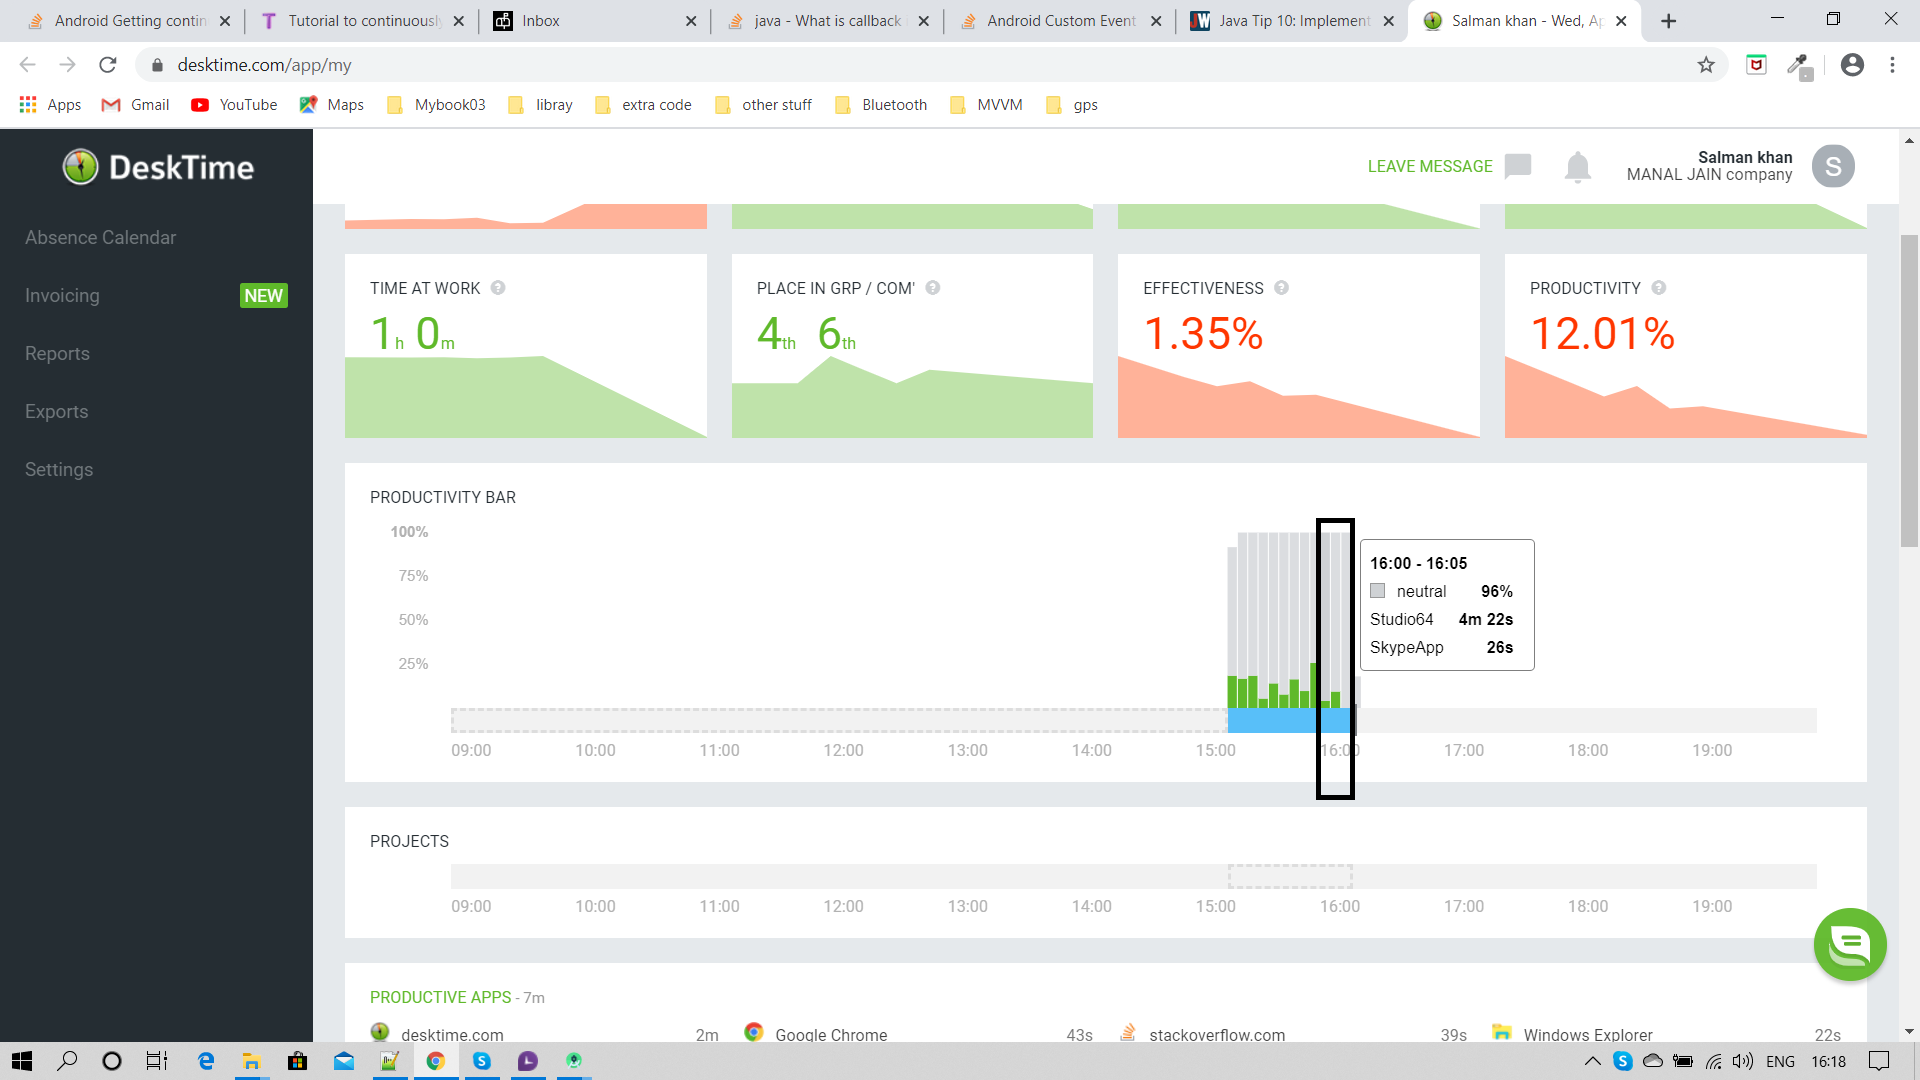 Android Getting contin
Tutorial to continuously
Inbox
java - What is callback
Android Custom Event
Java Tip 10: Implement
Salman khan - Wed, Ap
desktime.com/app/my
Apps
Gmail
YouTube
Maps
Mybook03
libray
extra code
other stuff
Bluetooth
MVVM
gps
DeskTime
Absence Calendar
Invoicing
NEW
Reports
Exports
Settings
LEAVE MESSAGE
Salman khan
MANAL JAIN company
S
TIME AT WORK ?
1h 0m
PLACE IN GRP / COM' ?
4th 6th
EFFECTIVENESS ?
1.35%
PRODUCTIVITY ?
12.01%
PRODUCTIVITY BAR
100%
75%
50%
25%
16:00 - 16:05
neutral 96%
Studio64 4m 22s
SkypeApp 26s
09:00 10:00 11:00 12:00 13:00 14:00 15:00 16:00 17:00 18:00 19:00
PROJECTS
09:00 10:00 11:00 12:00 13:00 14:00 15:00 16:00 17:00 18:00 19:00
PRODUCTIVE APPS - 7m
desktime.com 2m
Google Chrome 43s
stackoverflow.com 39s
Windows Explorer 22s
ENG
16:18